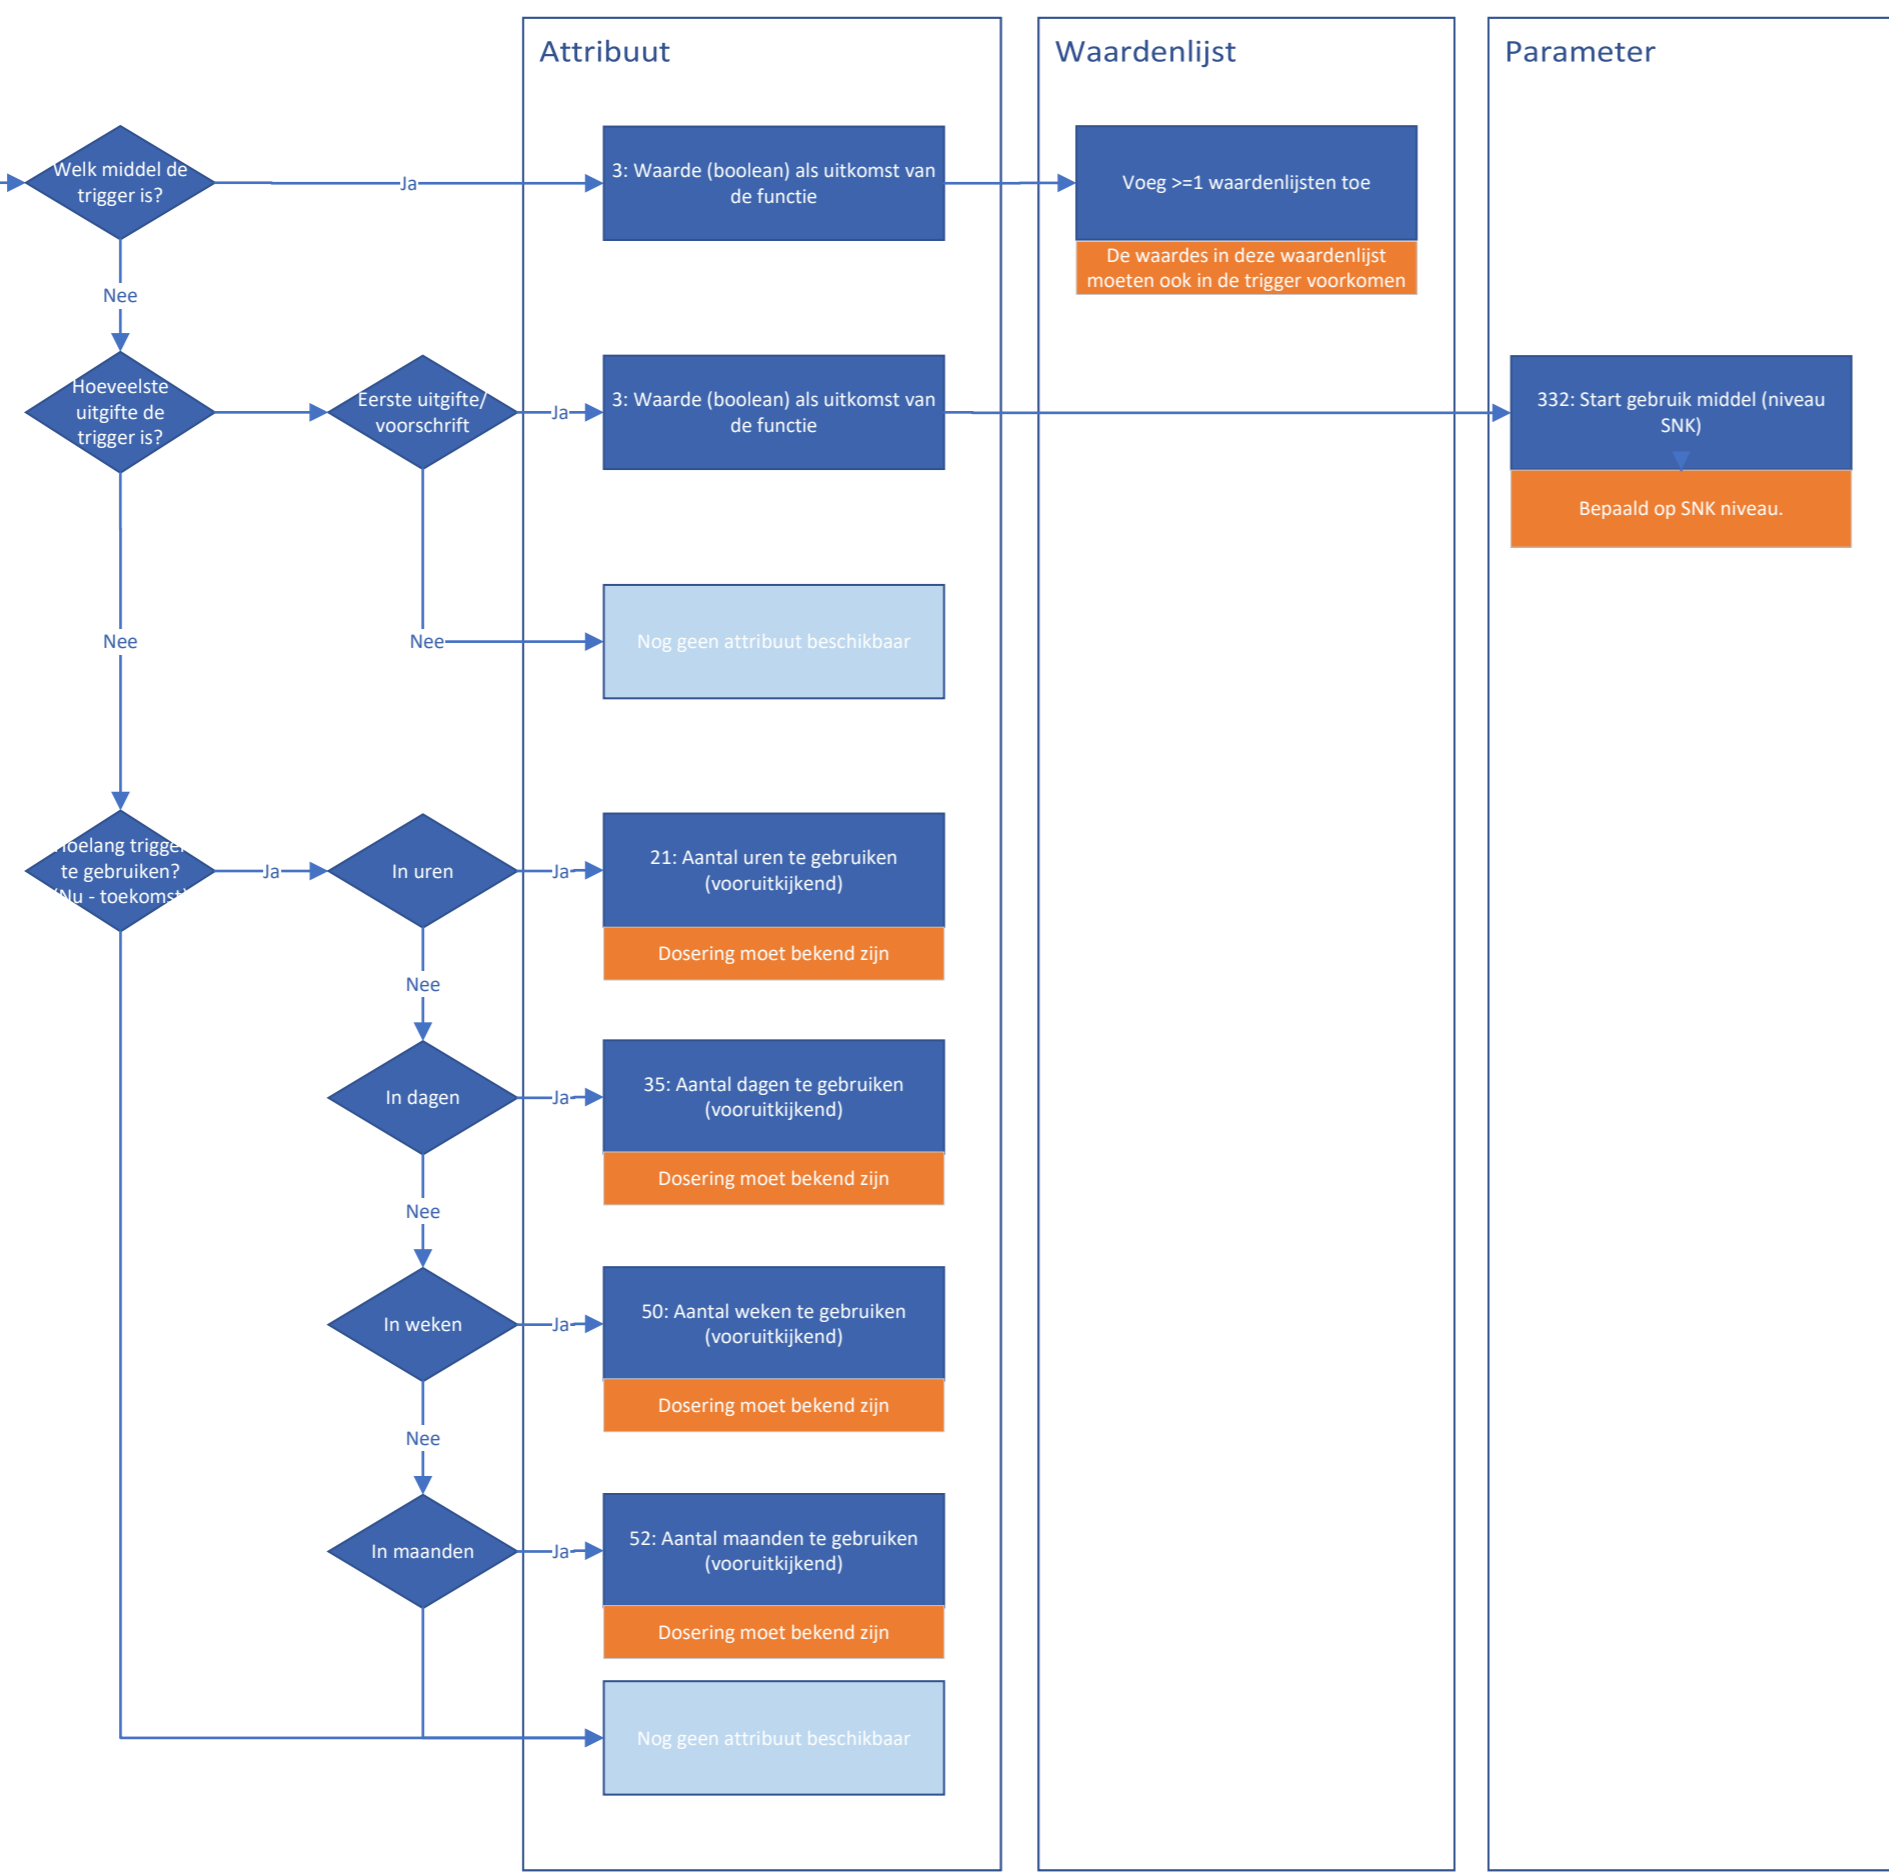 Attribuut
Waardenlijst
Parameter
Welk middel de
trigger is?
Ja
3: Waarde (boolean) als uitkomst van
de functie
Voeg >=1 waardenlijsten toe
De waardes in deze waardenlijst
moeten ook in de trigger voorkomen
Nee
Hoeveelste
uitgifte de
trigger is?
Eerste uitgifte/
voorschrift
Ja
3: Waarde (boolean) als uitkomst van
de functie
332: Start gebruik middel (niveau
SNK)
Bepaald op SNK niveau.
Nee
Nee
Nog geen attribuut beschikbaar
Hoelang trigger
te gebruiken?
(Nu - toekomst)
Ja
In uren
Ja
21: Aantal uren te gebruiken
(vooruitkijkend)
Dosering moet bekend zijn
Nee
In dagen
Ja
35: Aantal dagen te gebruiken
(vooruitkijkend)
Dosering moet bekend zijn
Nee
In weken
Ja
50: Aantal weken te gebruiken
(vooruitkijkend)
Dosering moet bekend zijn
Nee
In maanden
Ja
52: Aantal maanden te gebruiken
(vooruitkijkend)
Dosering moet bekend zijn
Nog geen attribuut beschikbaar